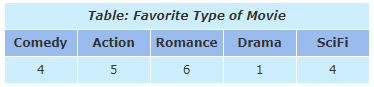 Table: Favorite Type of Movie
Comedy Action Romance Drama SciFi
4 5 6 1 4